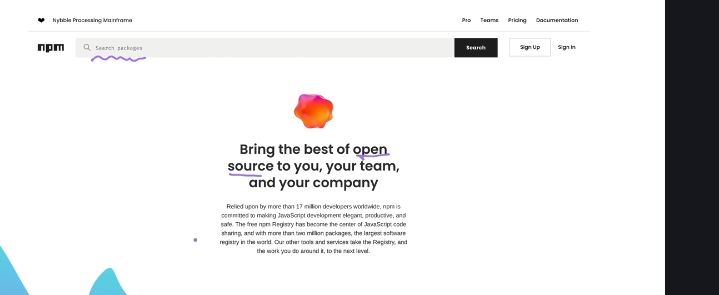 ❤ Nybble Processing Mainframe
Pro Teams Pricing Documentation
npm Search packages Search Sign Up Sign In
Bring the best of open
source to you, your team,
and your company
Relied upon by more than 17 million developers worldwide, npm is
committed to making JavaScript development elegant, productive, and
safe. The free npm Registry has become the center of JavaScript code
sharing, and with more than two million packages, the largest software
registry in the world. Our other tools and services take the Registry, and
the work you do around it, to the next level.